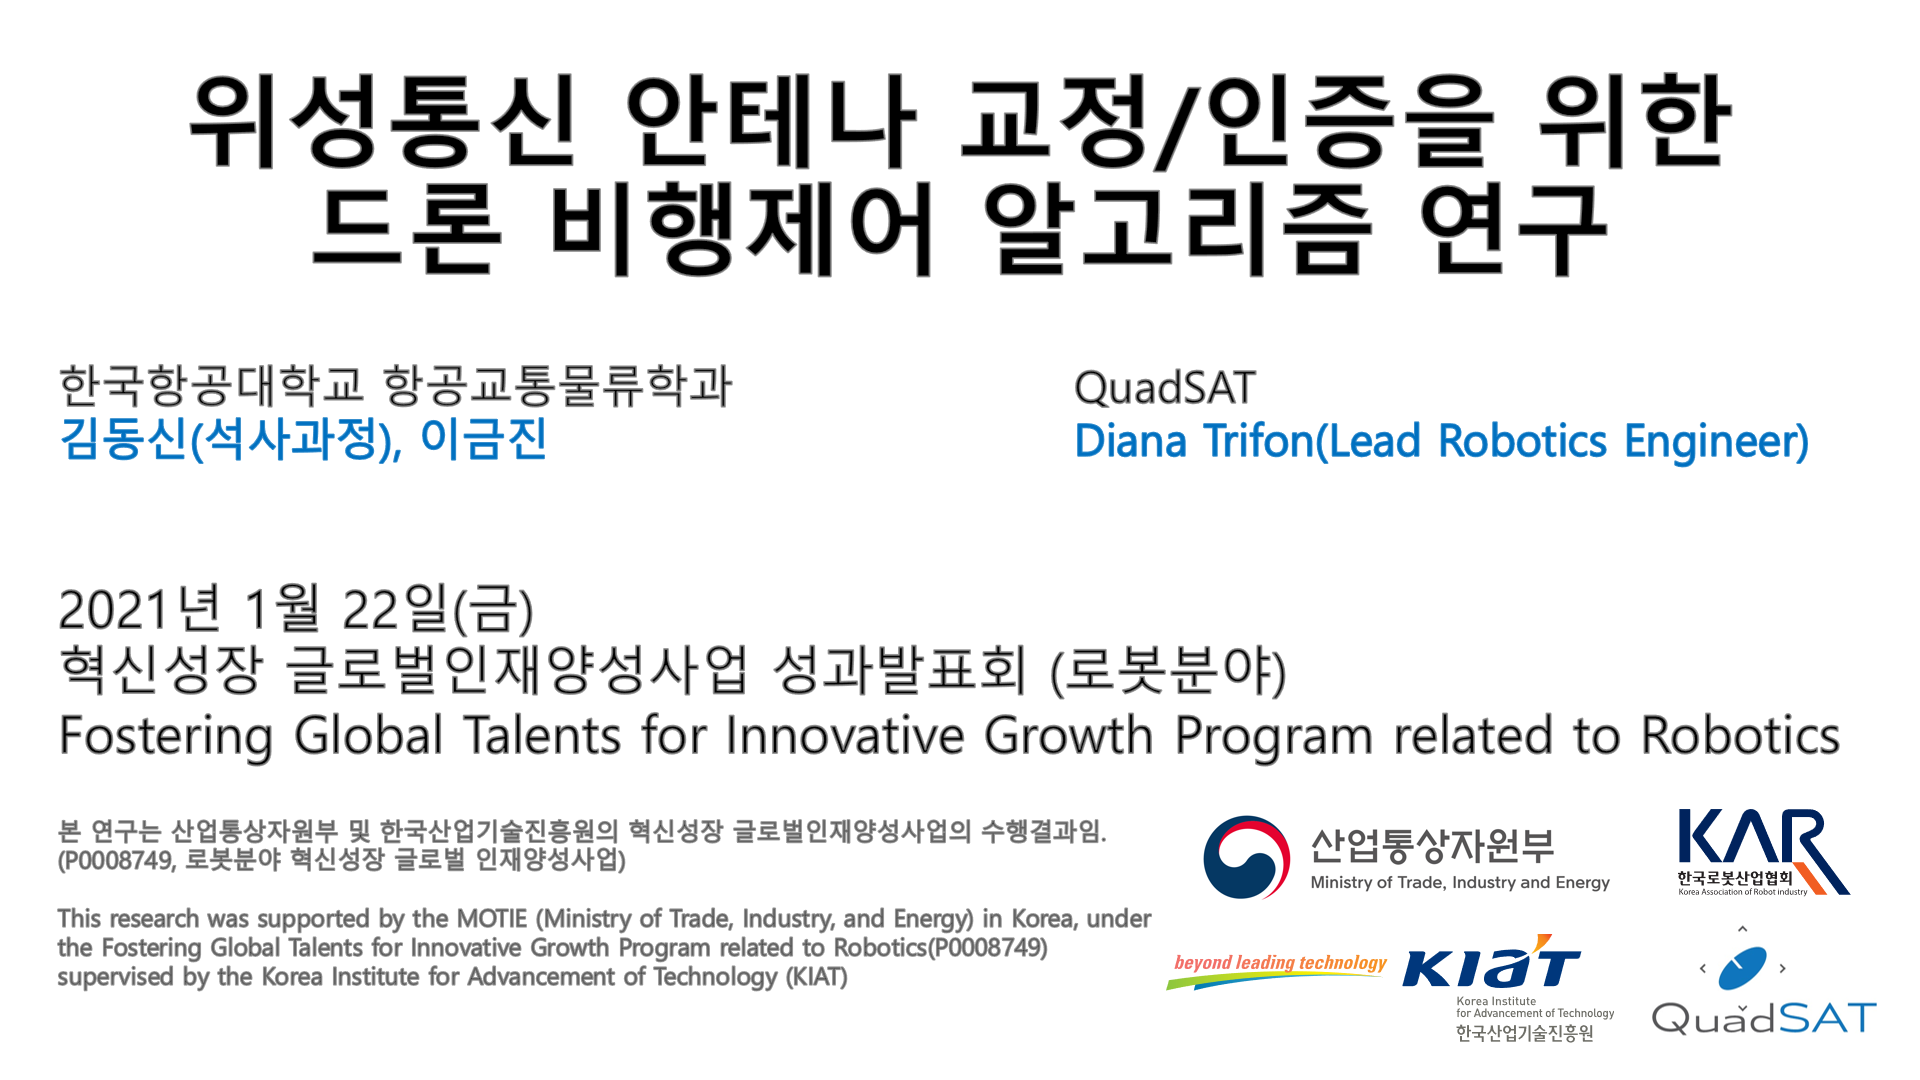 위성통신 안테나 교정/인증을 위한
드론 비행제어 알고리즘 연구
한국항공대학교 항공교통물류학과
김동신(석사과정), 이금진
QuadSAT
Diana Trifon(Lead Robotics Engineer)
2021년 1월 22일(금)
혁신성장 글로벌인재양성사업 성과발표회 (로봇분야)
Fostering Global Talents for Innovative Growth Program related to Robotics
본 연구는 산업통상자원부 및 한국산업기술진흥원의 혁신성장 글로벌인재양성사업의 수행결과임.
(P0008749, 로봇분야 혁신성장 글로벌 인재양성사업)
This research was supported by the MOTIE (Ministry of Trade, Industry, and Energy) in Korea, under
the Fostering Global Talents for Innovative Growth Program related to Robotics(P0008749)
supervised by the Korea Institute for Advancement of Technology (KIAT)
산업통상자원부
Ministry of Trade, Industry and Energy
KAR
한국로봇산업협회
Korea Association of Robot industry
beyond leading technology
KIAT
Korea Institute
for Advancement of Technology
한국산업기술진흥원
QuadSAT